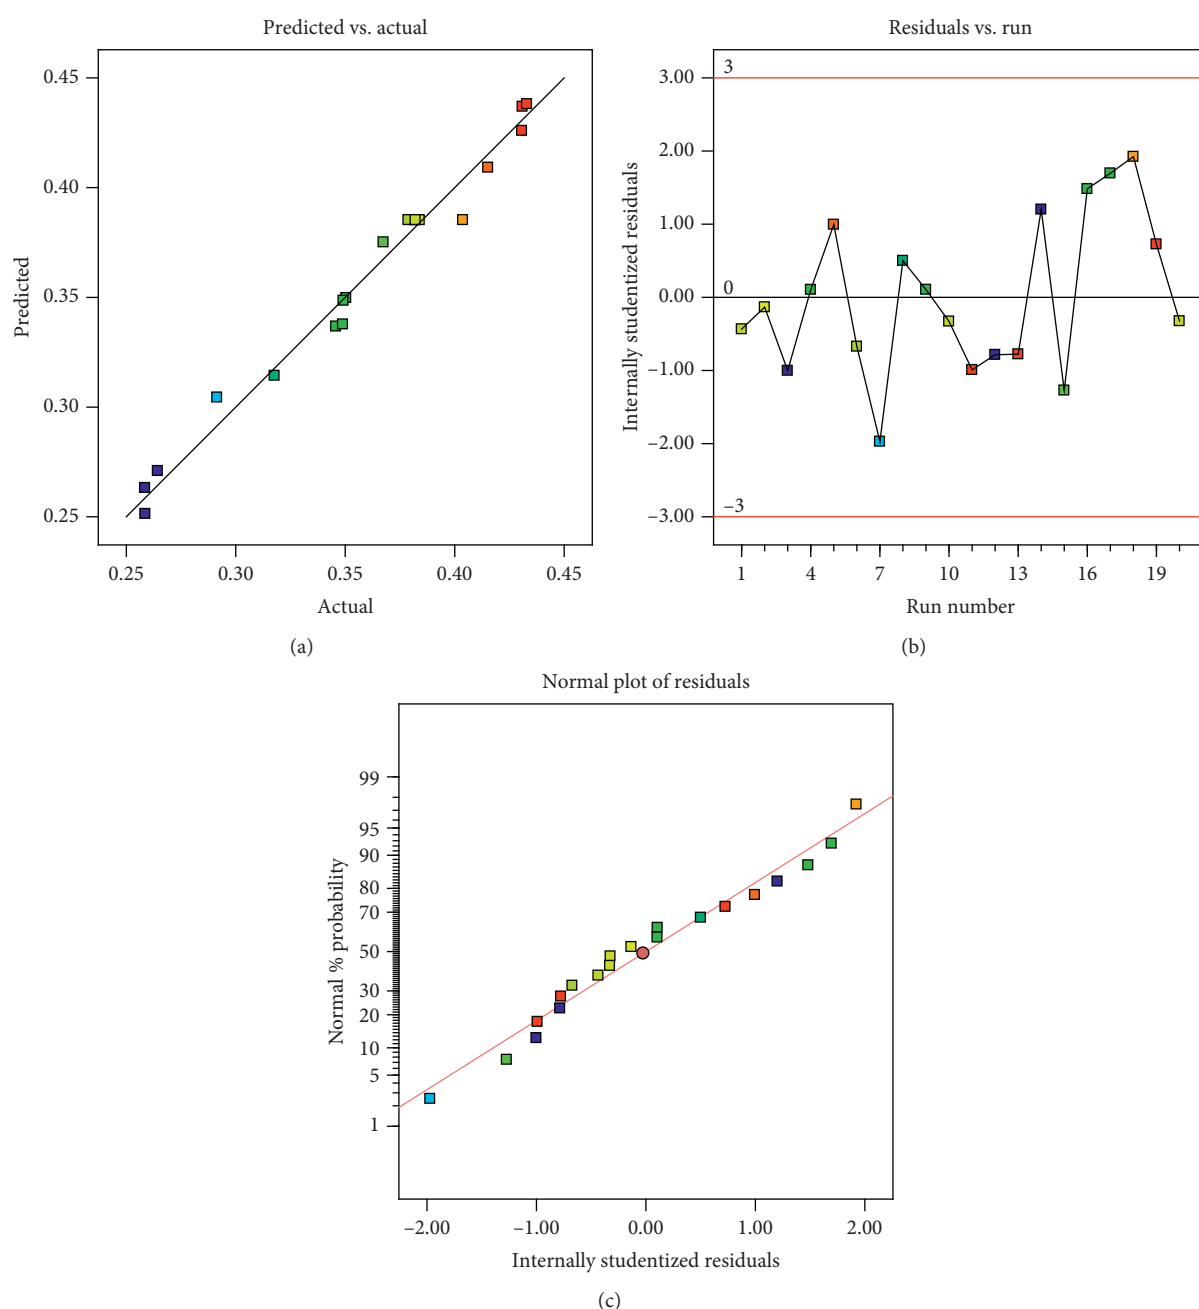 Predicted vs. actual
0.45
0.40
0.35
0.30
0.25
Predicted
0.25 0.30 0.35 0.40 0.45
Actual
(a)
Residuals vs. run
3.00
2.00
1.00
0.00
−1.00
−2.00
−3.00
3
0
−3
Internally studentized residuals
1 4 7 10 13 16 19
Run number
(b)
Normal plot of residuals
99
95
90
80
70
50
30
20
10
5
1
Normal % probability
−2.00 −1.00 0.00 1.00 2.00
Internally studentized residuals
(c)